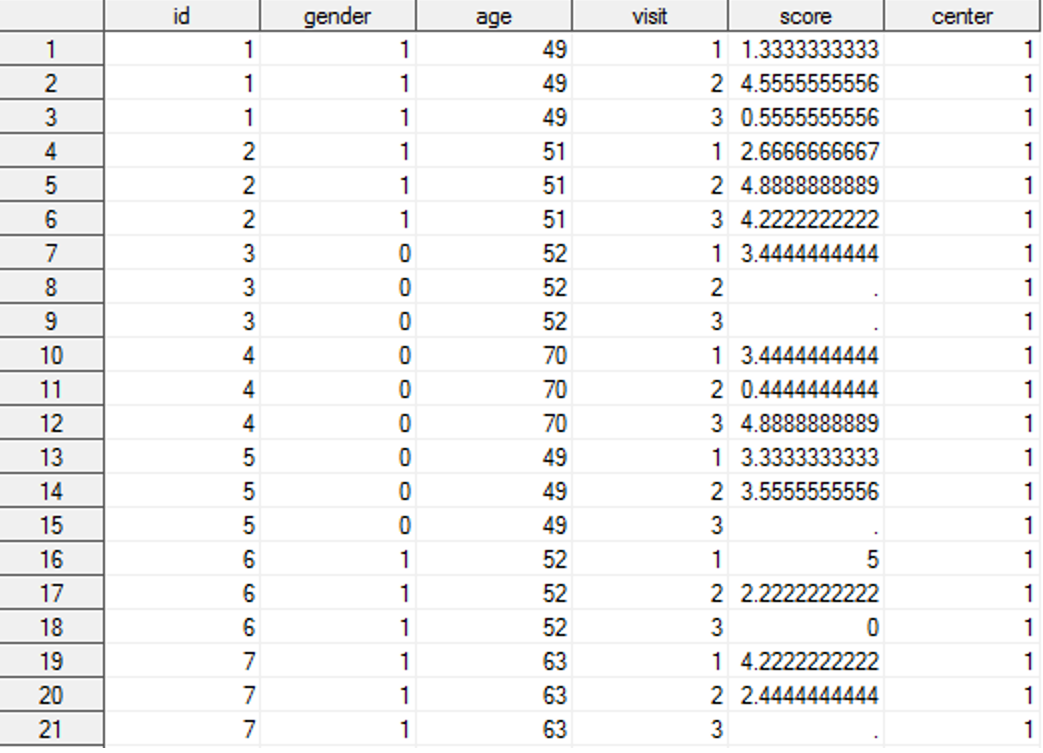 id gender age visit score center
1 1 1 49 1 1.3333333333 1
2 1 1 49 2 4.5555555556 1
3 1 1 49 3 0.5555555556 1
4 2 1 51 1 2.6666666667 1
5 2 1 51 2 4.8888888889 1
6 2 1 51 3 4.2222222222 1
7 3 0 52 1 3.4444444444 1
8 3 0 52 2 . 1
9 3 0 52 3 . 1
10 4 0 70 1 3.4444444444 1
11 4 0 70 2 0.4444444444 1
12 4 0 70 3 4.8888888889 1
13 5 0 49 1 3.3333333333 1
14 5 0 49 2 3.5555555556 1
15 5 0 49 3 . 1
16 6 1 52 1 5 1
17 6 1 52 2 2.2222222222 1
18 6 1 52 3 0 1
19 7 1 63 1 4.2222222222 1
20 7 1 63 2 2.4444444444 1
21 7 1 63 3 . 1